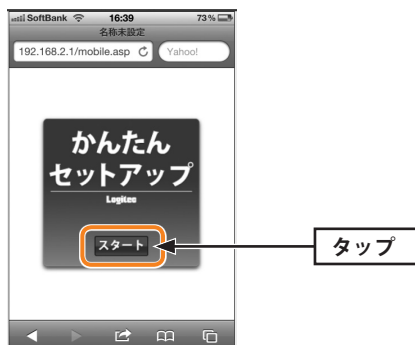 SoftBank 16:39 73%
名称未設定
192.168.2.1/mobile.asp Yahoo!
かんたん
セットアップ
Logitec
スタート
タップ